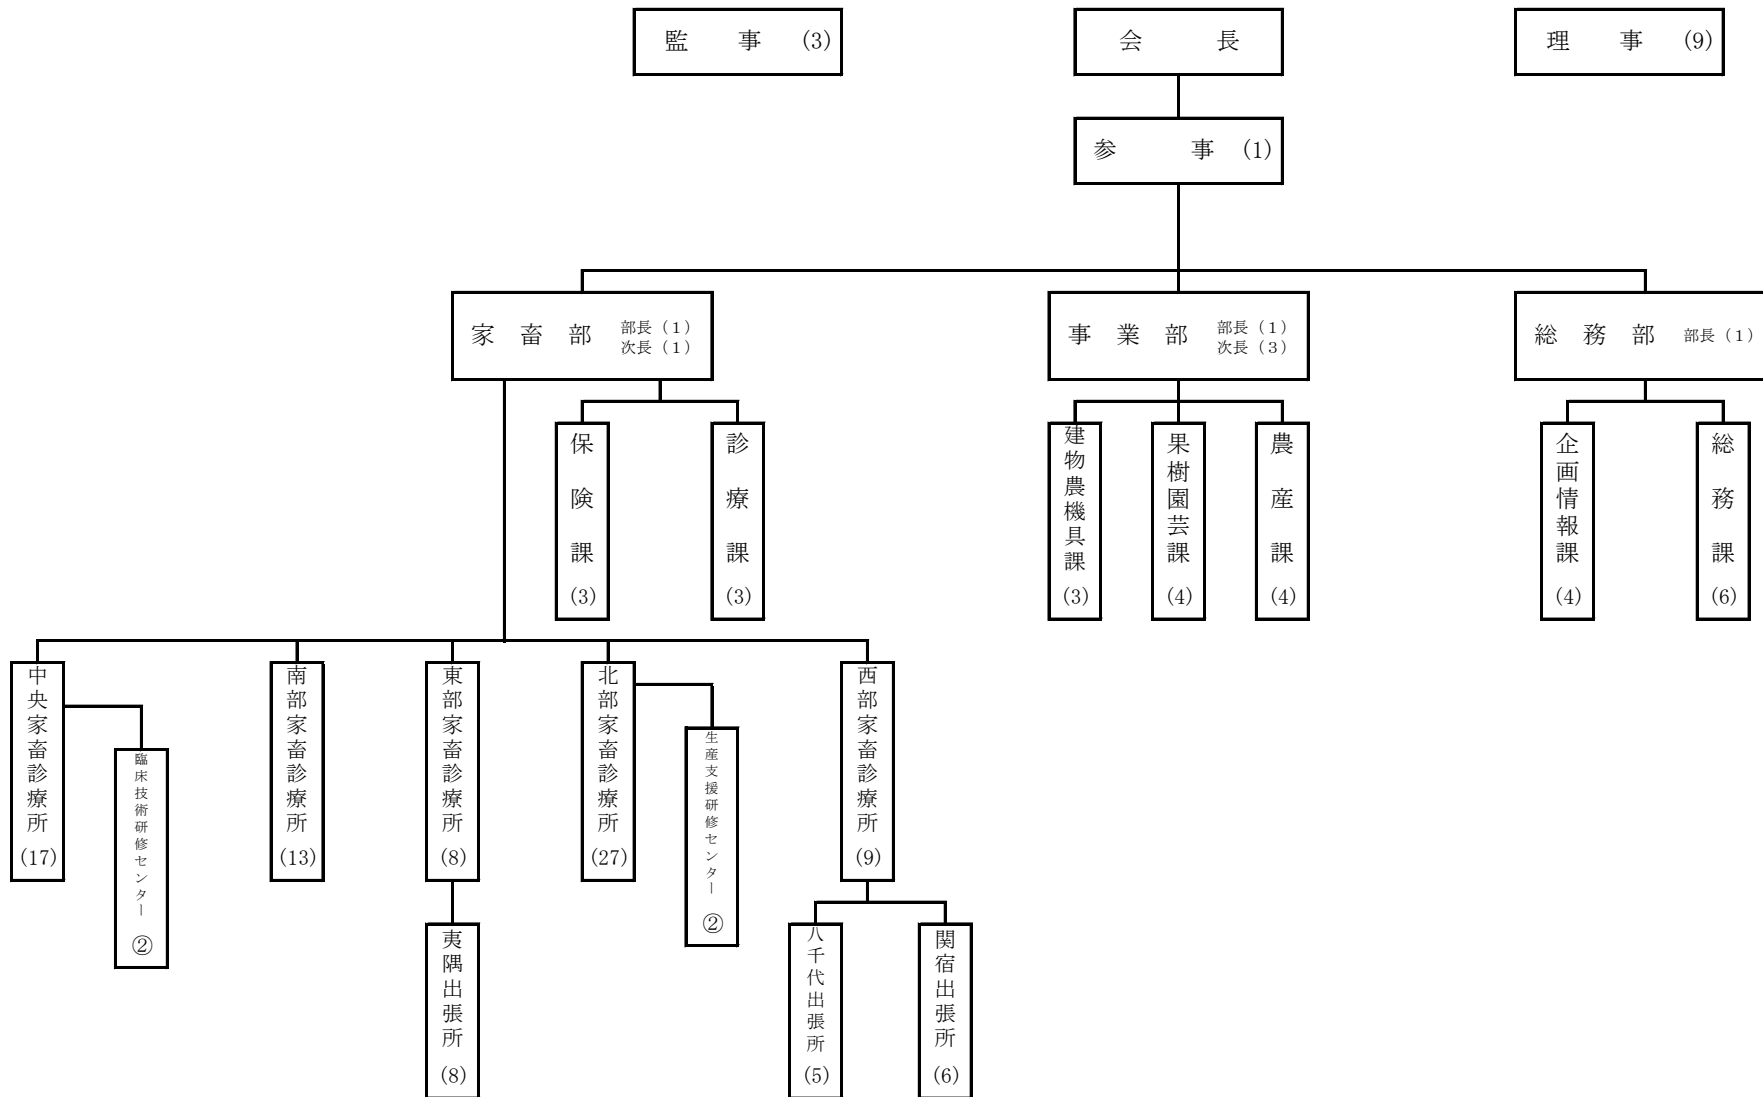 監事 (3)
会長
理事 (9)
参事 (1)
家畜部 部長（1）
次長（1）
事業部 部長（1）
次長（3）
総務部 部長（1）
保険課 (3)
診療課 (3)
建物農機具課 (3)
果樹園芸課 (4)
農産課 (4)
企画情報課 (4)
総務課 (6)
中央家畜診療所 (17)
臨床技術研修センター ②
南部家畜診療所 (13)
東部家畜診療所 (8)
北部家畜診療所 (27)
生産支援研修センター ②
西部家畜診療所 (9)
夷隅出張所 (8)
八千代出張所 (5)
関宿出張所 (6)